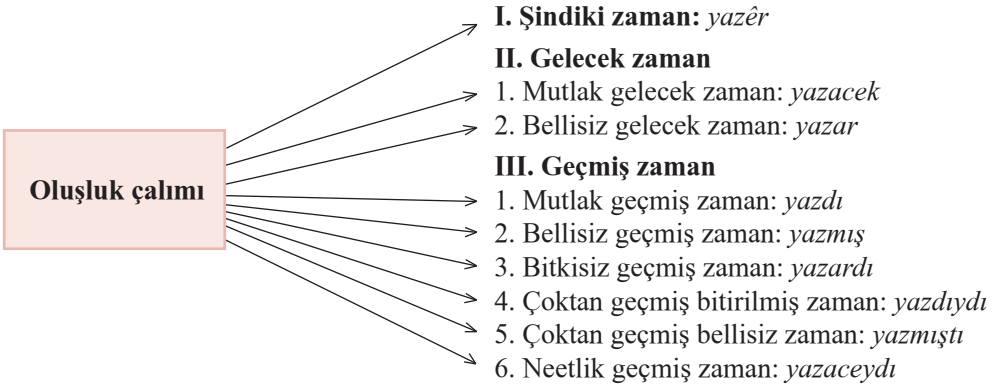 Oluşluk çalımı
I. Şindiki zaman: yazêr
II. Gelecek zaman
1. Mutlak gelecek zaman: yazacek
2. Bellisiz gelecek zaman: yazar
III. Geçmiş zaman
1. Mutlak geçmiş zaman: yazdı
2. Bellisiz geçmiş zaman: yazmış
3. Bitkisiz geçmiş zaman: yazardı
4. Çoktan geçmiş bitirilmiş zaman: yazdıydı
5. Çoktan geçmiş bellisiz zaman: yazmıştı
6. Neetlik geçmiş zaman: yazaceydı